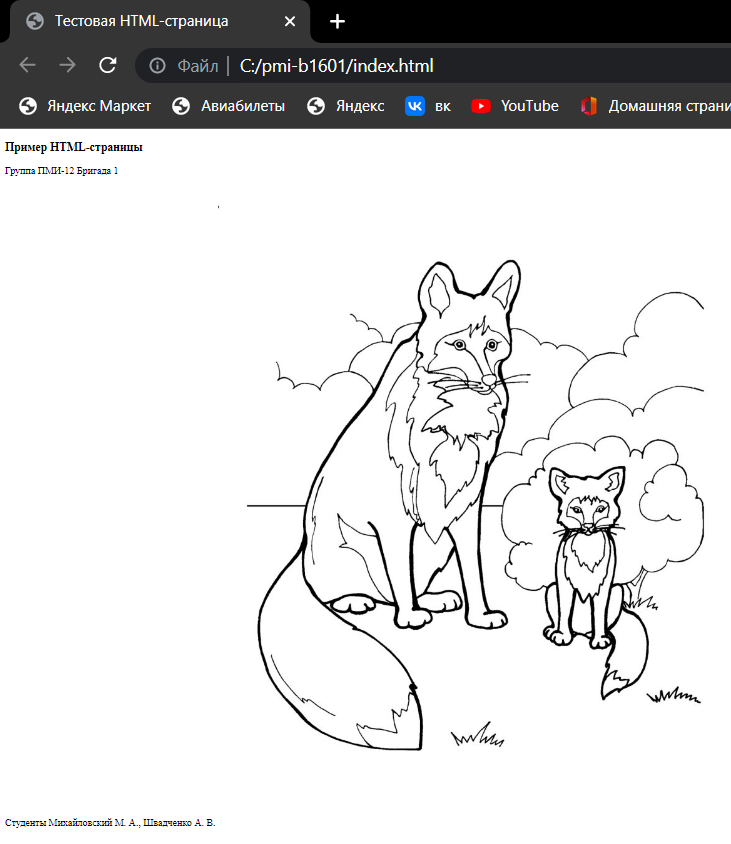 Тестовая HTML-страница
Файл | C:/pmi-b1601/index.html
Яндекс Маркет Авиабилеты Яндекс вк YouTube Домашняя страни
Пример HTML-страницы
Группа ПМИ-12 Бригада 1
Студенты Михайловский М. А., Швадченко А. В.